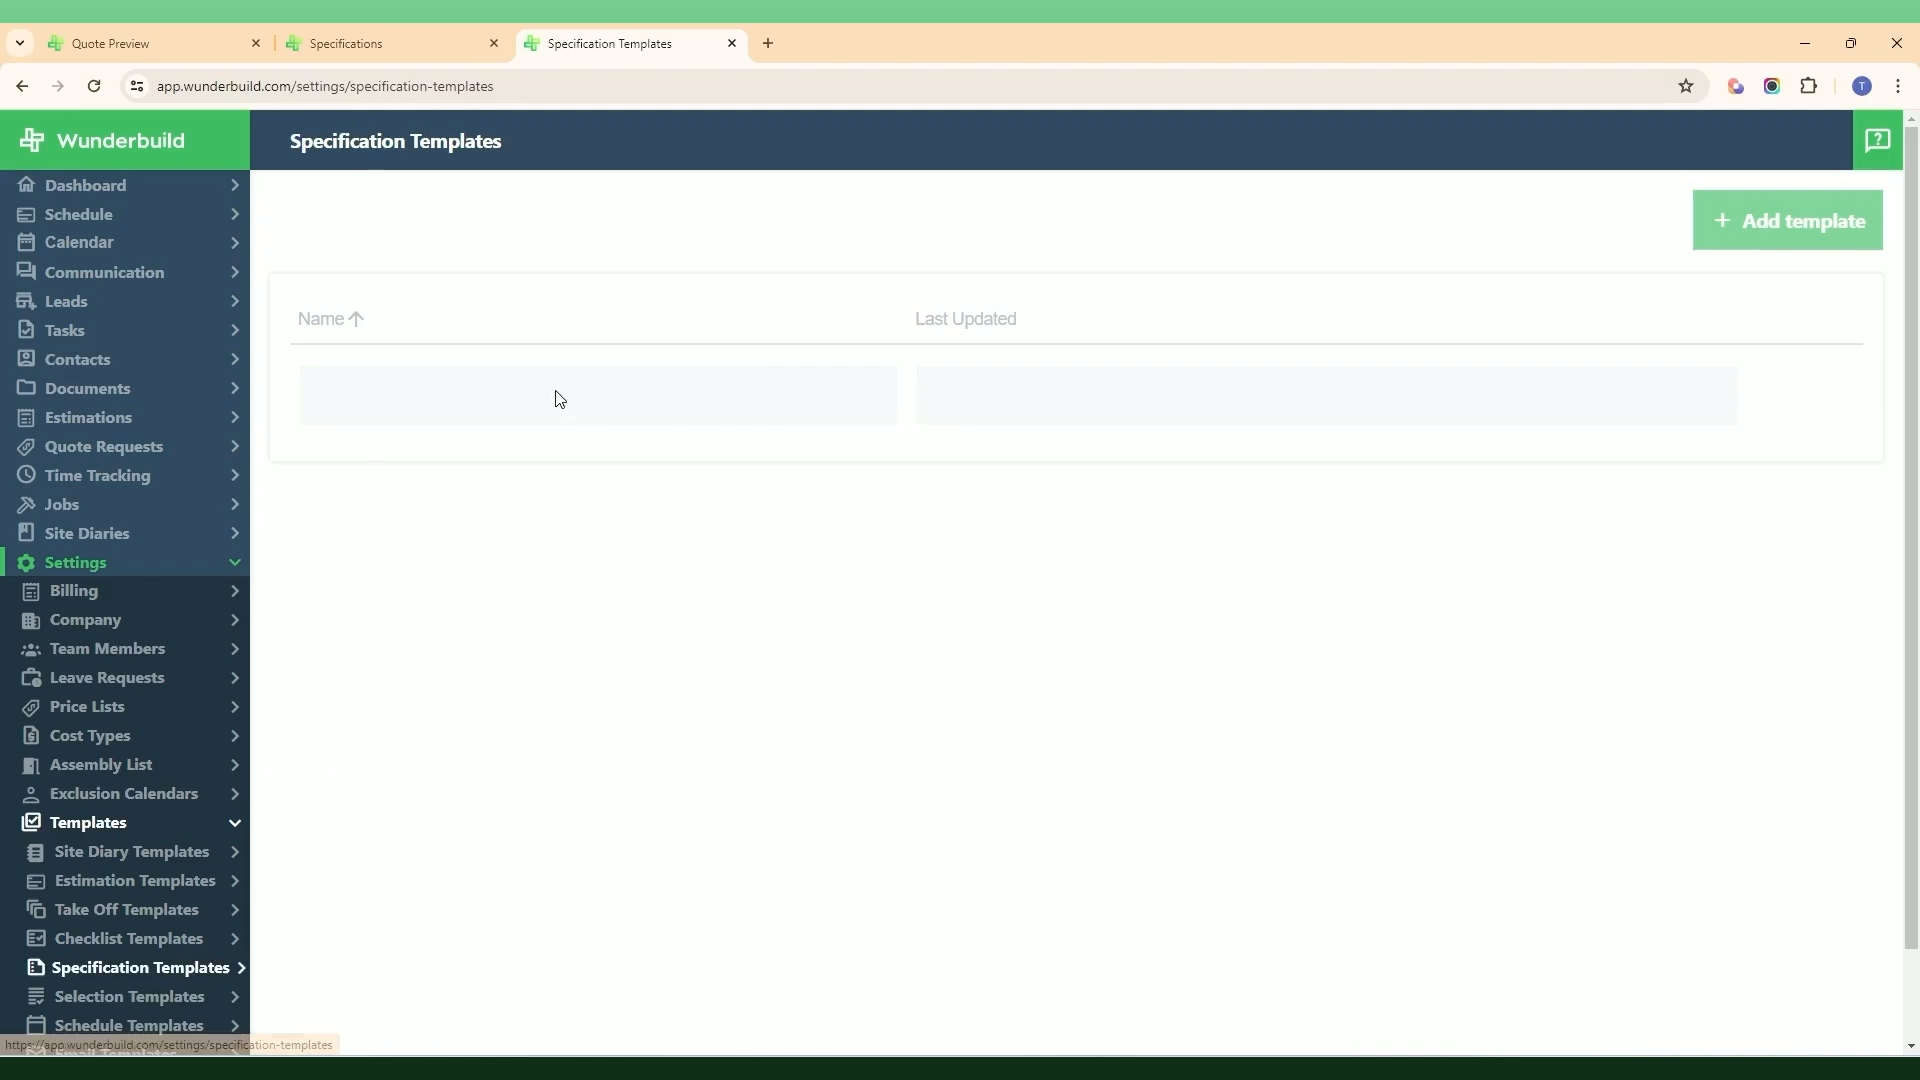 Quote Preview
Specifications
Specification Templates
app.wunderbuild.com/settings/specification-templates
T
Wunderbuild
Specification Templates
Dashboard
Schedule
Calendar
Communication
Leads
Tasks
Contacts
Documents
Estimations
Quote Requests
Time Tracking
Jobs
Site Diaries
Settings
Billing
Company
Team Members
Leave Requests
Price Lists
Cost Types
Assembly List
Exclusion Calendars
Templates
Site Diary Templates
Estimation Templates
Take Off Templates
Checklist Templates
Specification Templates
Selection Templates
Schedule Templates
Email Templates
https://app.wunderbuild.com/settings/specification-templates
+ Add template
Name
Last Updated